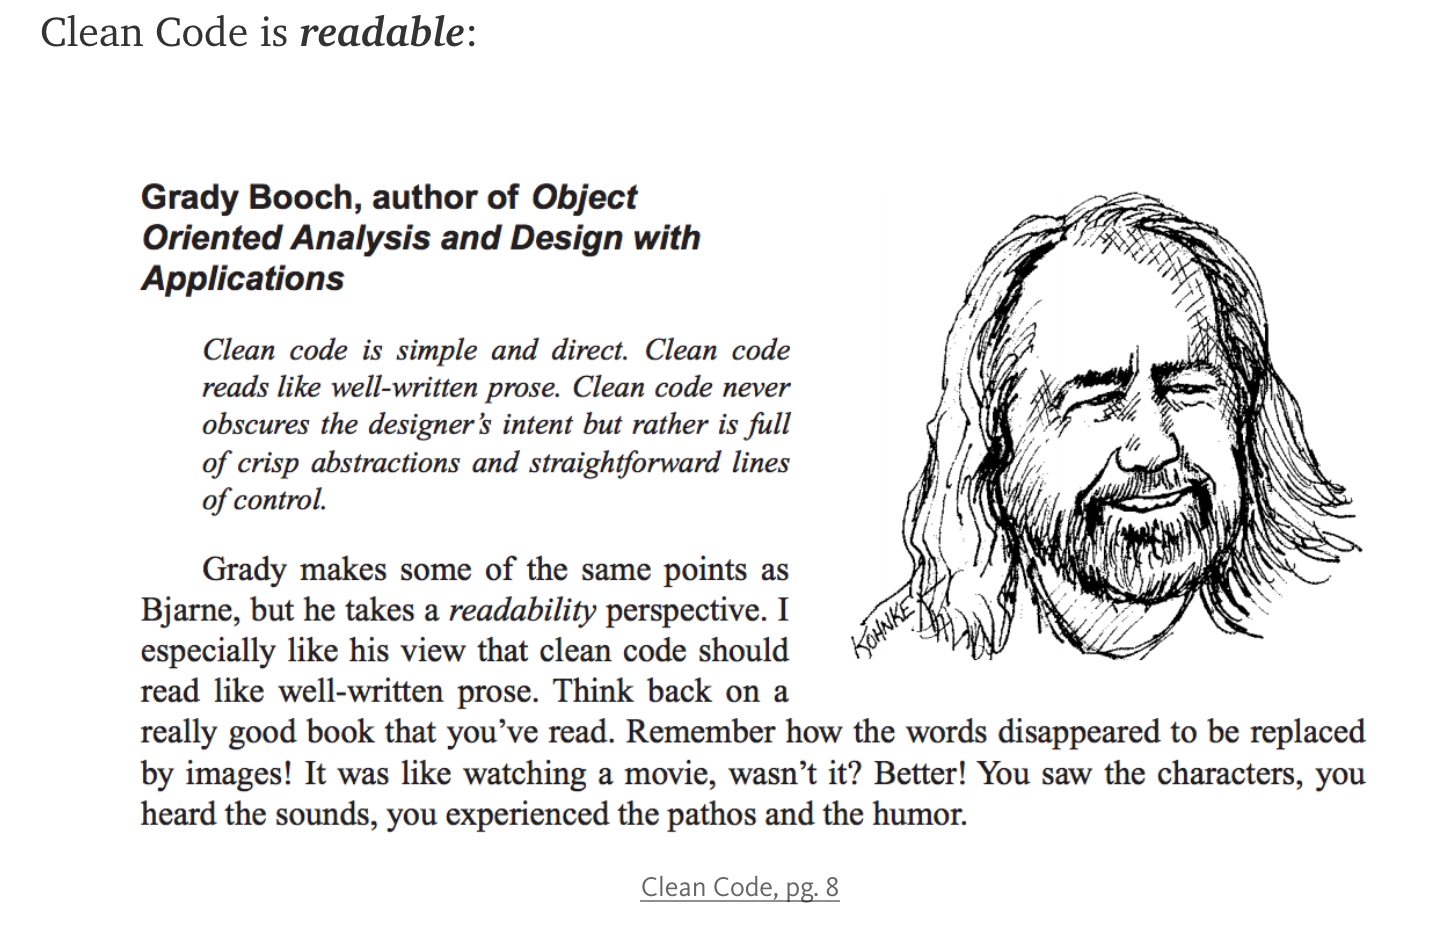 Clean Code is readable:
Grady Booch, author of Object
Oriented Analysis and Design with
Applications
Clean code is simple and direct. Clean code
reads like well-written prose. Clean code never
obscures the designer’s intent but rather is full
of crisp abstractions and straightforward lines
of control.
Grady makes some of the same points as
Bjarne, but he takes a readability perspective. I
especially like his view that clean code should
read like well-written prose. Think back on a
really good book that you’ve read. Remember how the words disappeared to be replaced
by images! It was like watching a movie, wasn’t it? Better! You saw the characters, you
heard the sounds, you experienced the pathos and the humor.
KOHNKE
Clean Code, pg. 8